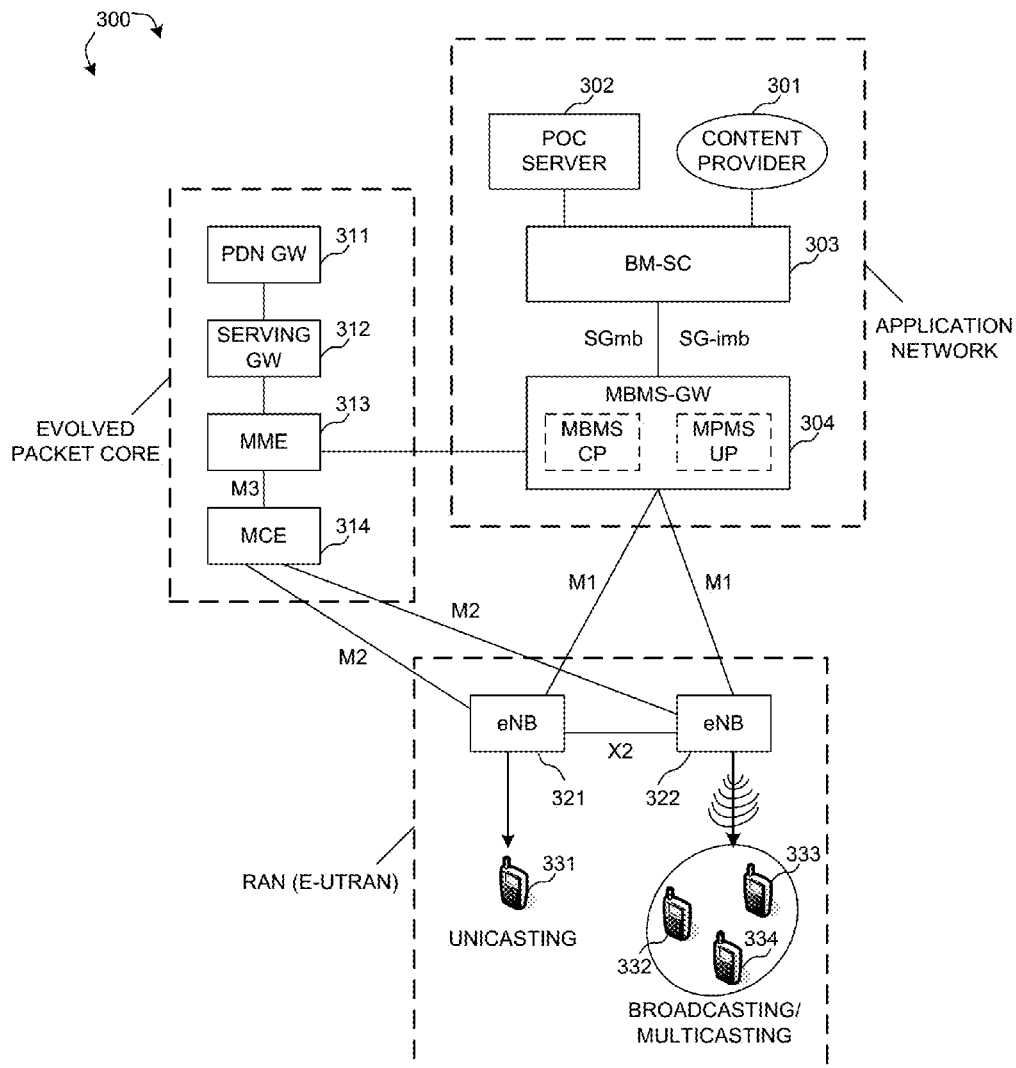 300
302
301
POC
SERVER
CONTENT
PROVIDER
311
PDN GW
BM-SC
303
312
SERVING
GW
SGmb
SG-imb
APPLICATION
NETWORK
313
MME
MBMS-GW
MBMS
CP
MPMS
UP
304
EVOLVED
PACKET CORE
M3
MCE
314
M1
M1
M2
M2
eNB
eNB
X2
321
322
RAN (E-UTRAN)
331
333
332
334
UNICASTING
BROADCASTING/
MULTICASTING